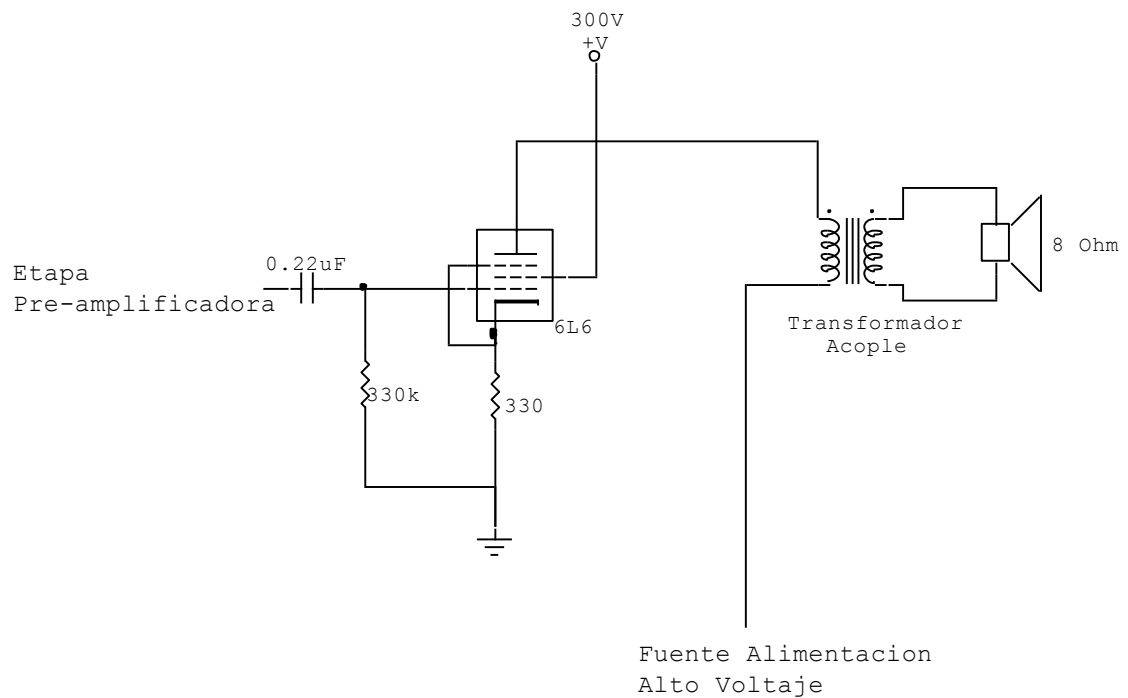 300V
+V
Etapa
Pre-amplificadora
0.22uF
6L6
330k
330
8 Ohm
Transformador
Acople
Fuente Alimentacion
Alto Voltaje